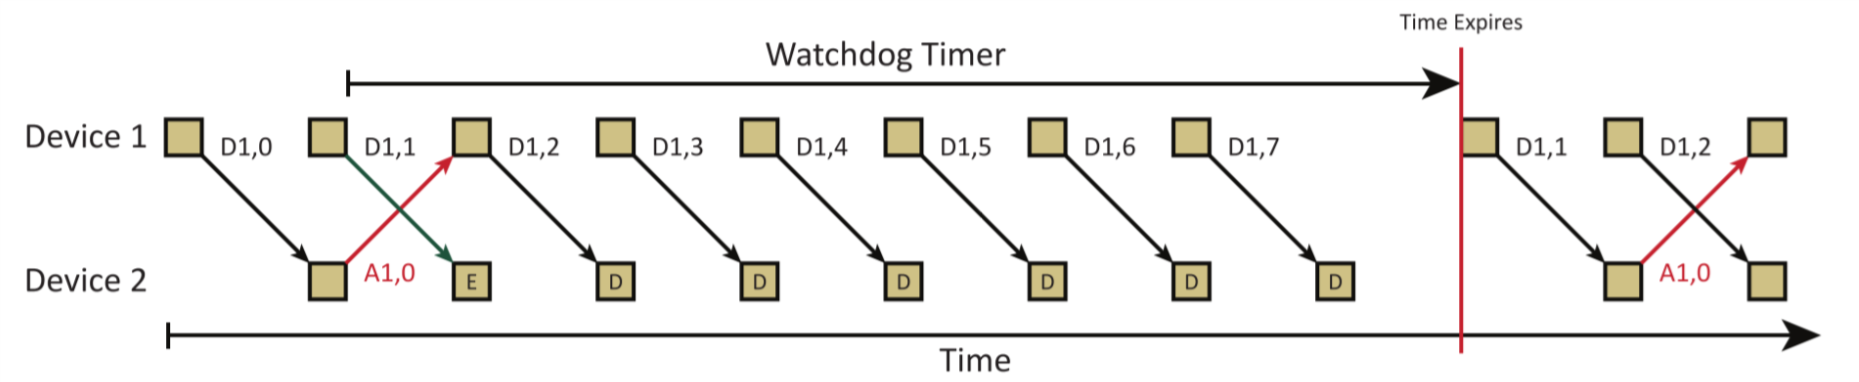 Time Expires
Watchdog Timer
Device 1 D1,0 D1,1 D1,2 D1,3 D1,4 D1,5 D1,6 D1,7 D1,1 D1,2
Device 2 A1,0 E D D D D D D A1,0
Time